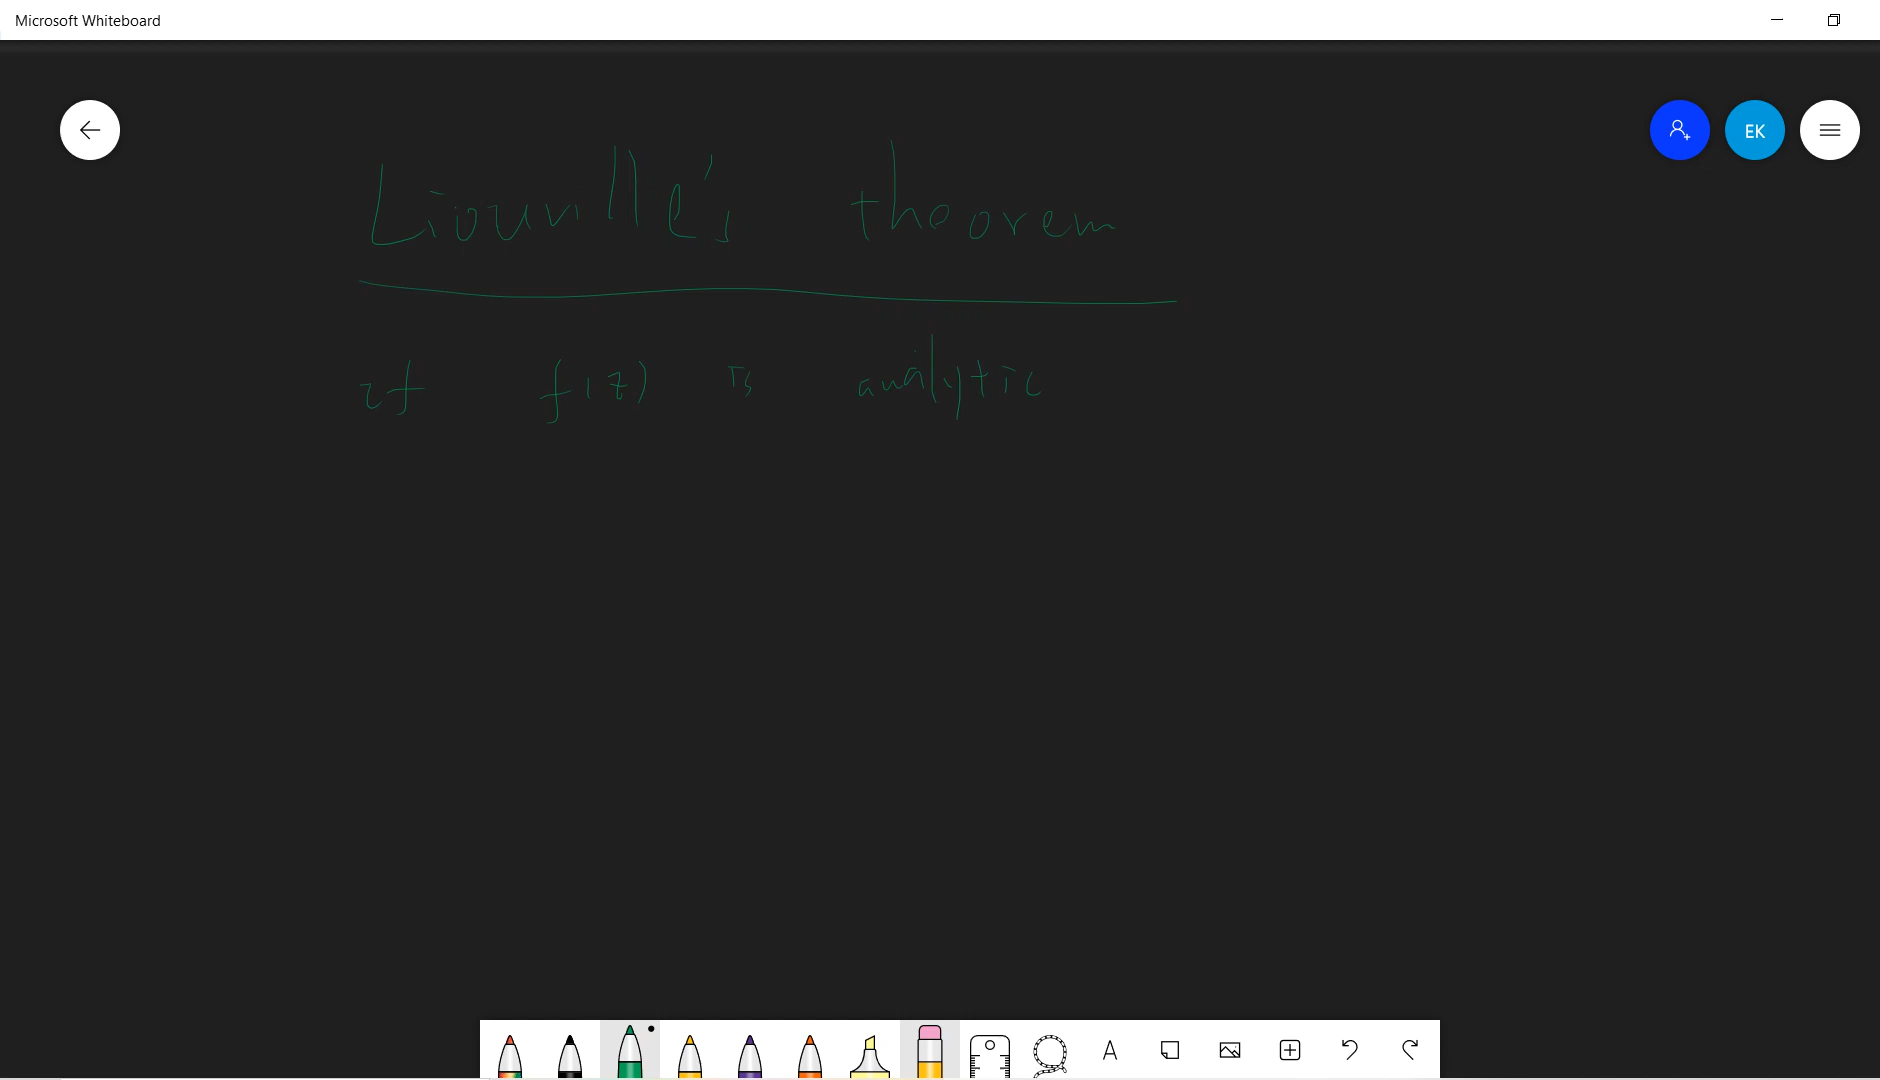 Microsoft Whiteboard
EK
Liouville's theorem
if f(z) is analytic
A